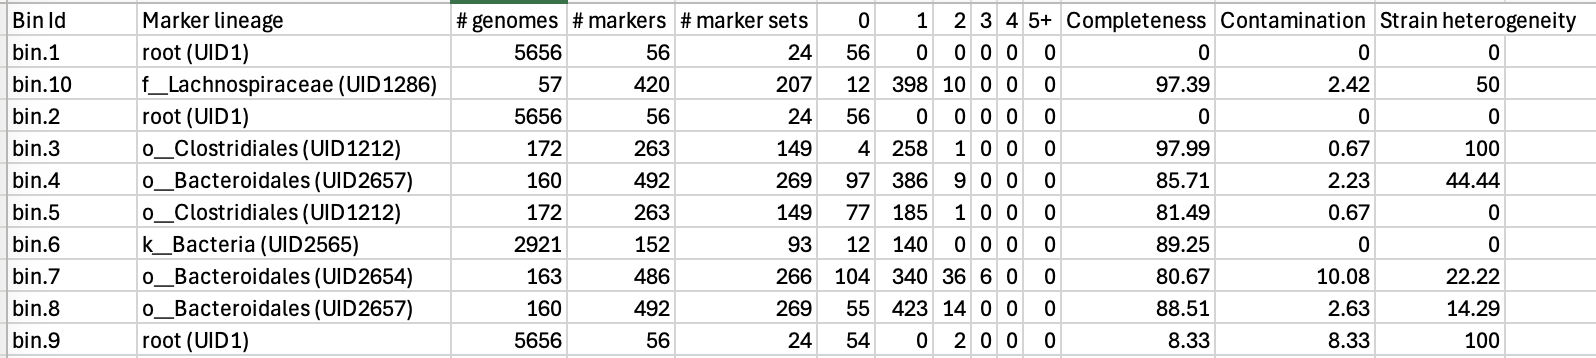 Bin Id Marker lineage # genomes # markers # marker sets 0 1 2 3 4 5+ Completeness Contamination Strain heterogeneity
bin.1 root (UID1) 5656 56 24 56 0 0 0 0 0 0 0 0
bin.10 f__Lachnospiraceae (UID1286) 57 420 207 12 398 10 0 0 0 97.39 2.42 50
bin.2 root (UID1) 5656 56 24 56 0 0 0 0 0 0 0 0
bin.3 o__Clostridiales (UID1212) 172 263 149 4 258 1 0 0 0 97.99 0.67 100
bin.4 o__Bacteroidales (UID2657) 160 492 269 97 386 9 0 0 0 85.71 2.23 44.44
bin.5 o__Clostridiales (UID1212) 172 263 149 77 185 1 0 0 0 81.49 0.67 0
bin.6 k__Bacteria (UID2565) 2921 152 93 12 140 0 0 0 0 89.25 0 0
bin.7 o__Bacteroidales (UID2654) 163 486 266 104 340 36 6 0 0 80.67 10.08 22.22
bin.8 o__Bacteroidales (UID2657) 160 492 269 55 423 14 0 0 0 88.51 2.63 14.29
bin.9 root (UID1) 5656 56 24 54 0 2 0 0 0 8.33 8.33 100